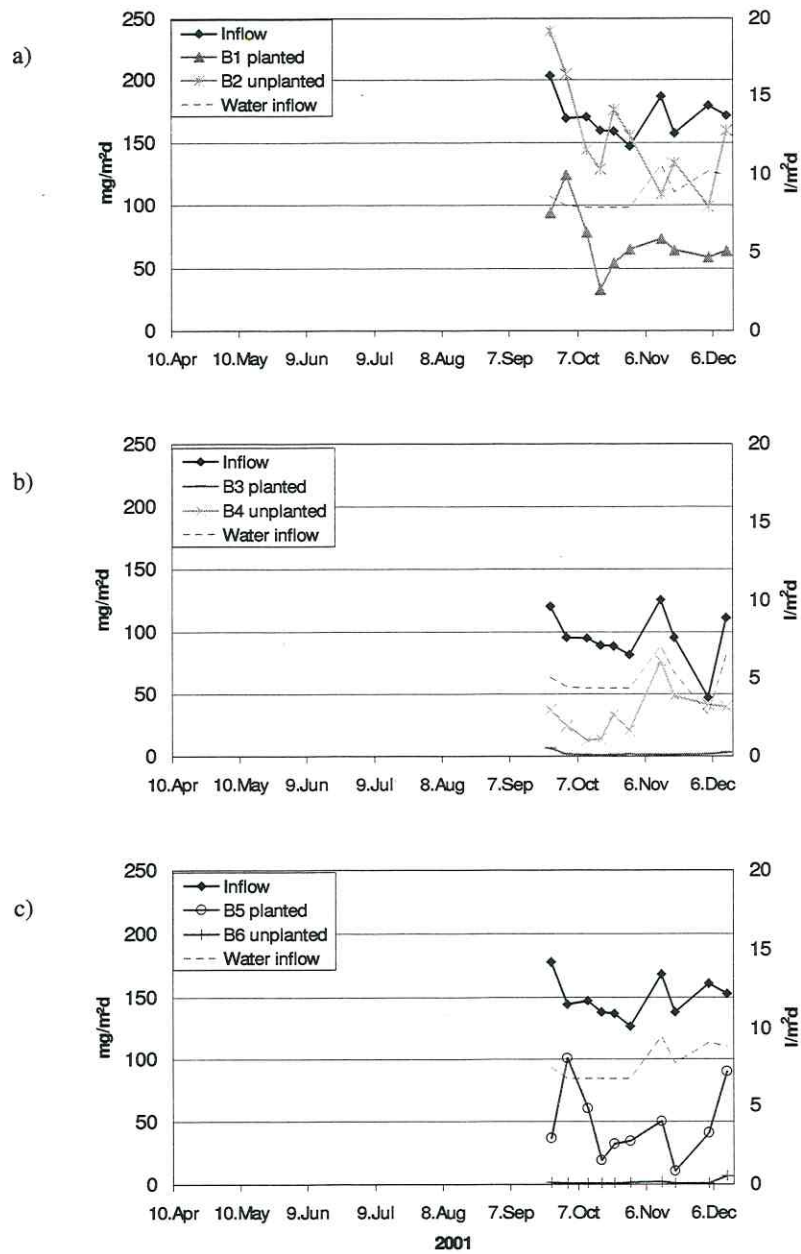 a)
250
200
150
100
50
0
mg/m²d
Inflow
B1 planted
B2 unplanted
Water inflow
20
15
10
5
0
l/m²d
10.Apr 10.May 9.Jun 9.Jul 8.Aug 7.Sep 7.Oct 6.Nov 6.Dec
b)
250
200
150
100
50
0
mg/m²d
Inflow
B3 planted
B4 unplanted
Water inflow
20
15
10
5
0
l/m²d
10.Apr 10.May 9.Jun 9.Jul 8.Aug 7.Sep 7.Oct 6.Nov 6.Dec
c)
250
200
150
100
50
0
mg/m²d
Inflow
B5 planted
B6 unplanted
Water inflow
20
15
10
5
0
l/m²d
10.Apr 10.May 9.Jun 9.Jul 8.Aug 7.Sep 7.Oct 6.Nov 6.Dec
2001